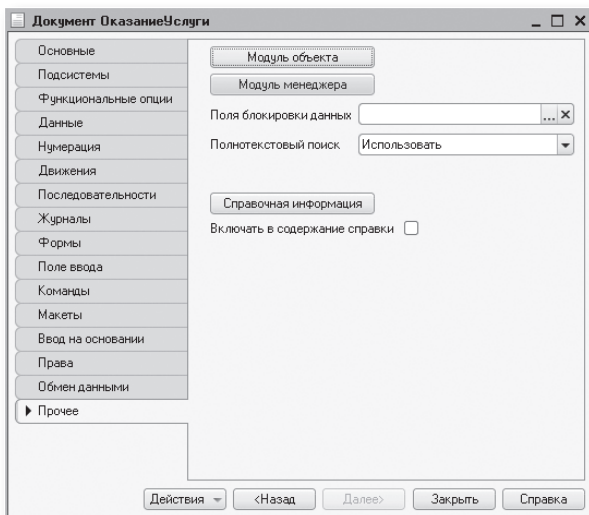 Документ ОказаниеУслуги
Основные
Подсистемы
Функциональные опции
Данные
Нумерация
Движения
Последовательности
Журналы
Формы
Поле ввода
Команды
Макеты
Ввод на основании
Права
Обмен данными
Прочее
Модуль объекта
Модуль менеджера
Поля блокировки данных
...
Полнотекстовый поиск Использовать
Справочная информация
Включать в содержание справки
Действия <Назад Далее> Закрыть Справка